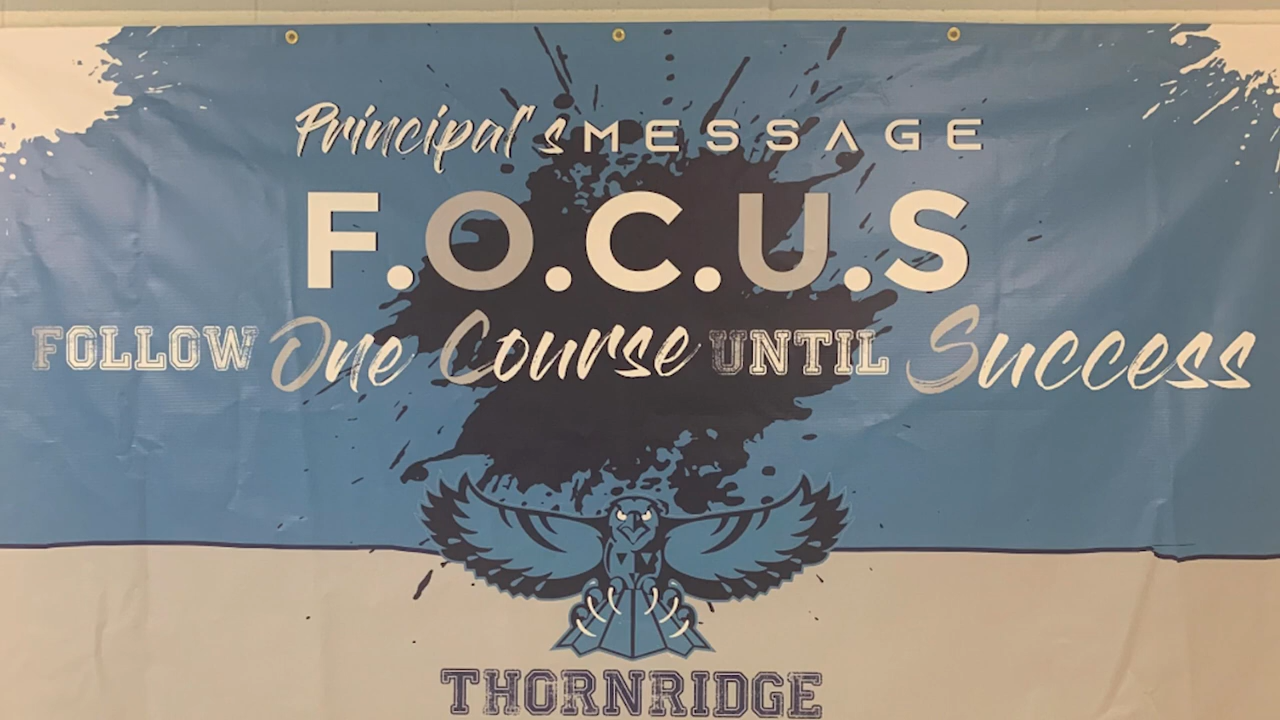 Principal's MESSAGE
F.O.C.U.S
FOLLOW One Course UNTIL Success
THORNRIDGE